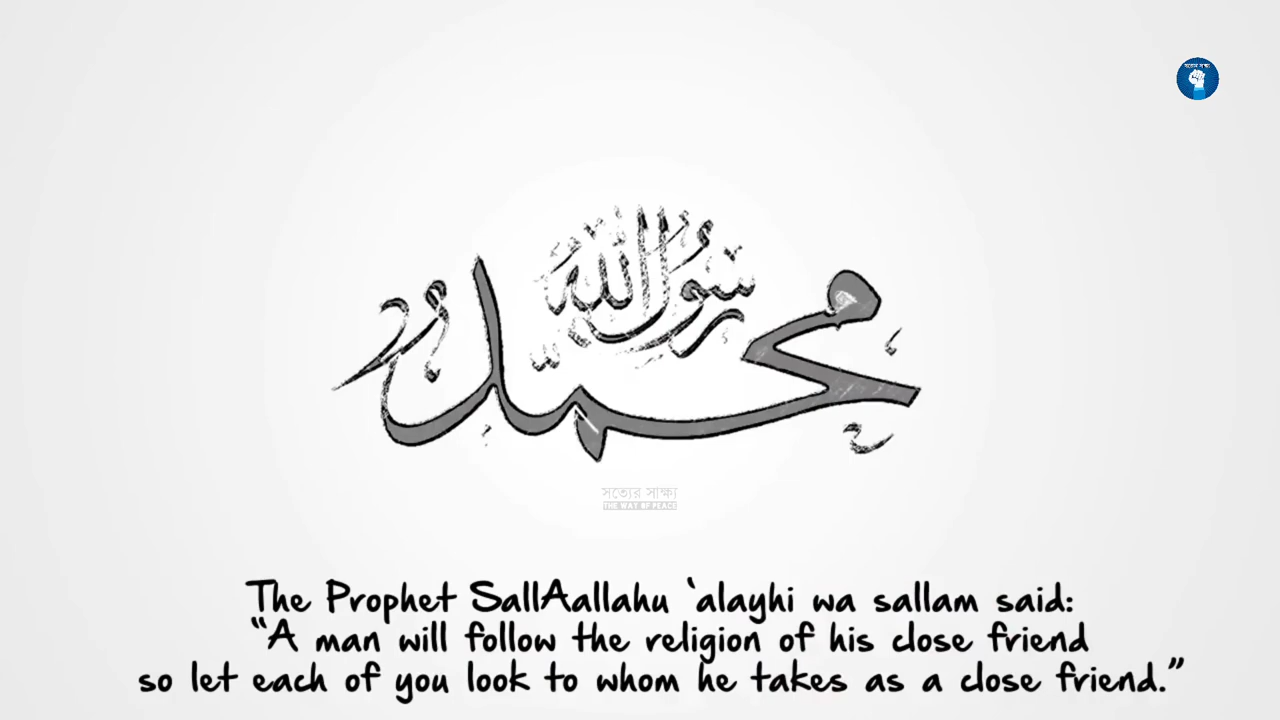 সত্যের সাক্ষ্য
رسول الله
محمد
সত্যের সাক্ষ্য
THE WAY OF PEACE
The Prophet SallAallahu ‘alayhi wa sallam said:
“A man will follow the religion of his close friend
so let each of you look to whom he takes as a close friend.”